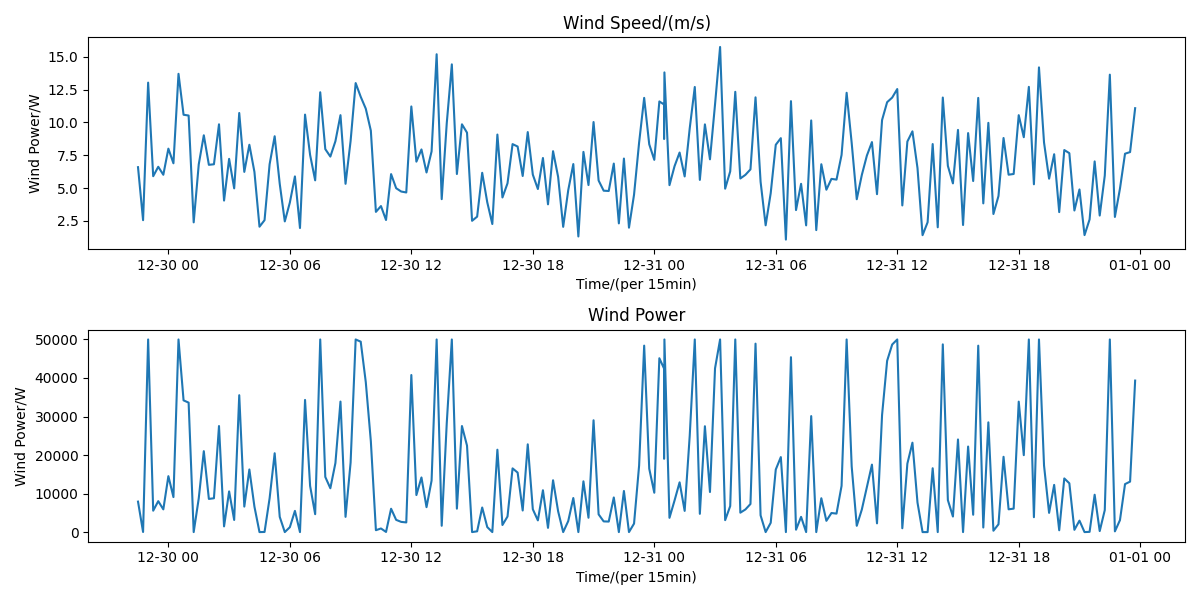 Wind Speed/(m/s)
Wind Power/W
15.0
12.5
10.0
7.5
5.0
2.5
12-30 00 12-30 06 12-30 12 12-30 18 12-31 00 12-31 06 12-31 12 12-31 18 01-01 00
Time/(per 15min)
Wind Power
Wind Power/W
50000
40000
30000
20000
10000
0
12-30 00 12-30 06 12-30 12 12-30 18 12-31 00 12-31 06 12-31 12 12-31 18 01-01 00
Time/(per 15min)